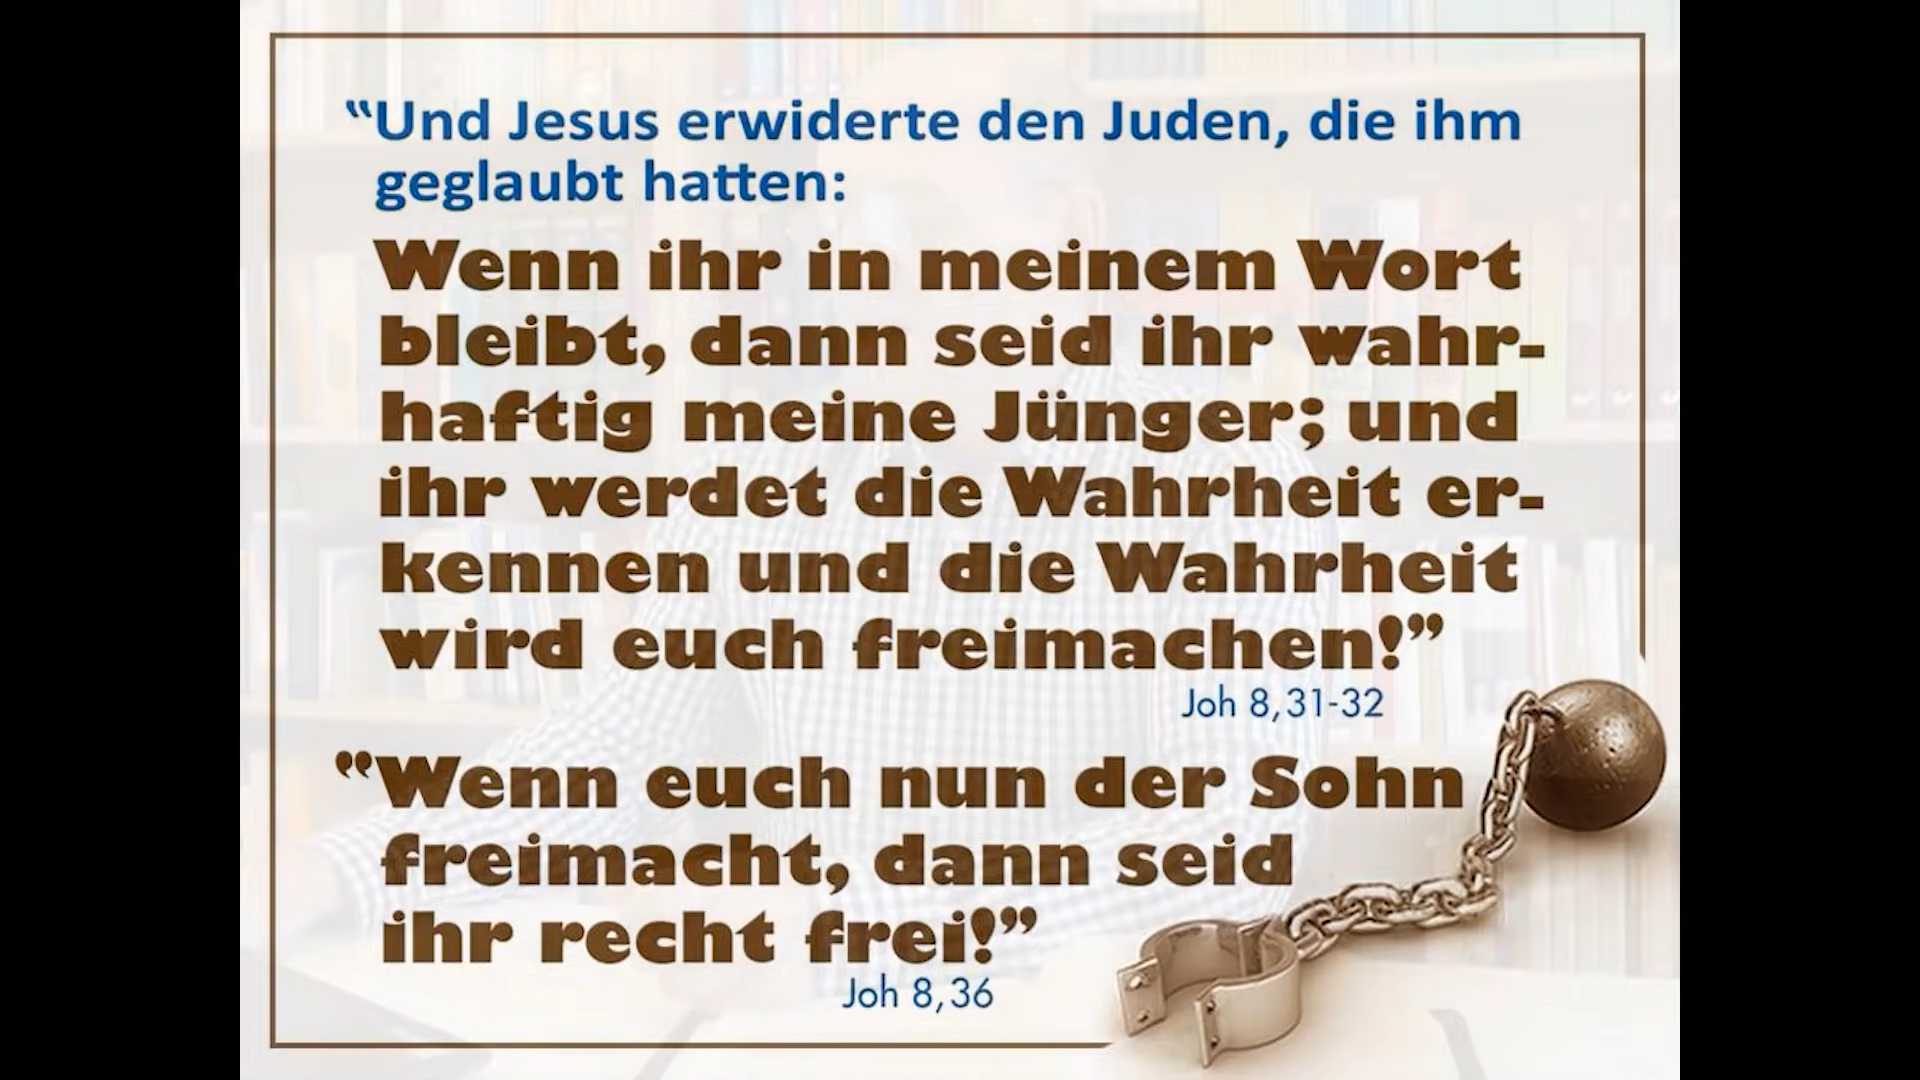 “Und Jesus erwiderte den Juden, die ihm
geglaubt hatten:
Wenn ihr in meinem Wort
bleibt, dann seid ihr wahr-
haftig meine Jünger; und
ihr werdet die Wahrheit er-
kennen und die Wahrheit
wird euch freimachen!”
Joh 8,31-32
”Wenn euch nun der Sohn
freimacht, dann seid
ihr recht frei!”
Joh 8,36